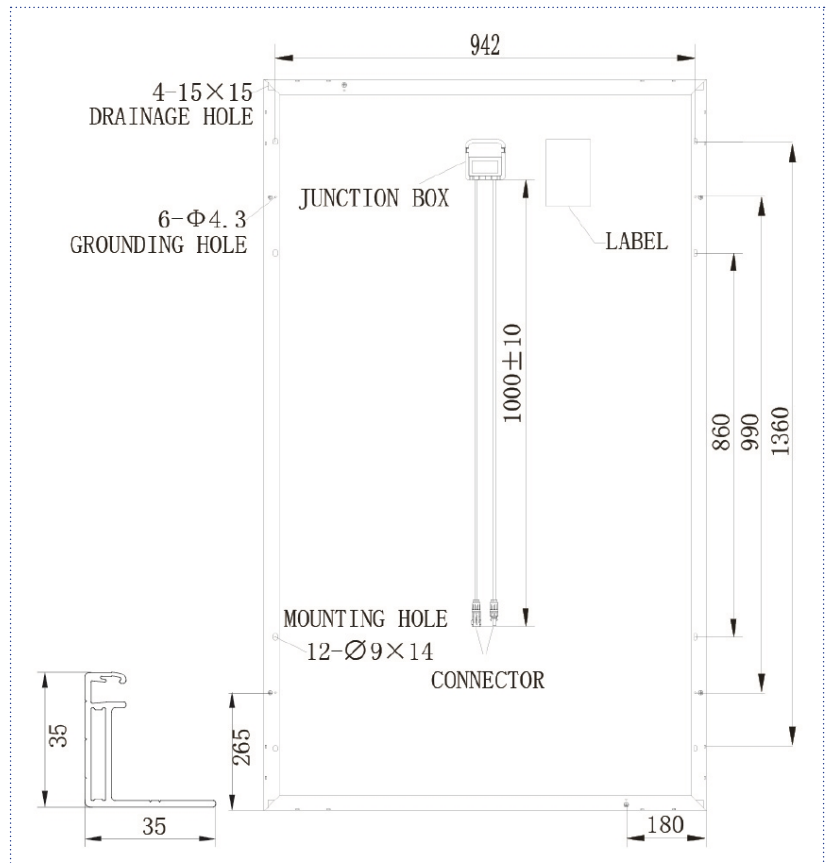 942
4-15×15
DRAINAGE HOLE
JUNCTION BOX
6-Φ4.3
GROUNDING HOLE
LABEL
1000±10
860
990
1360
MOUNTING HOLE
12-∅9×14
CONNECTOR
35
265
35
180